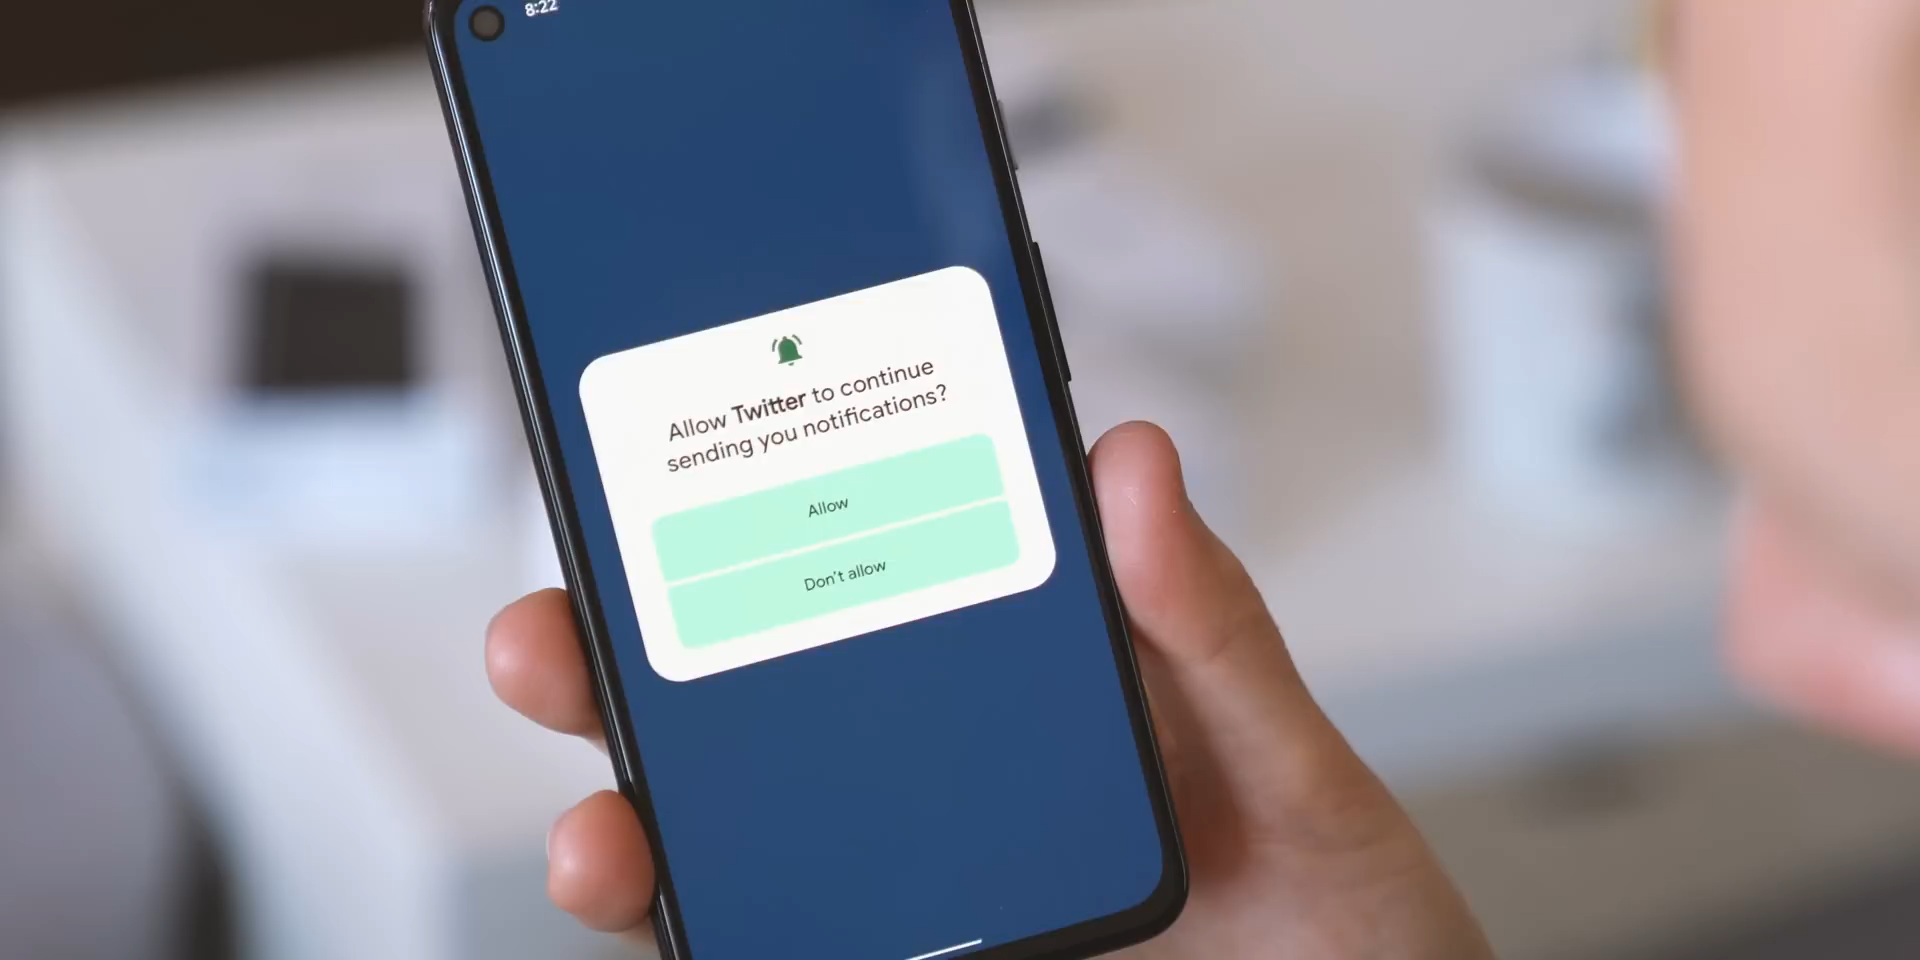 8:22
Allow Twitter to continue
sending you notifications?
Allow
Don't allow